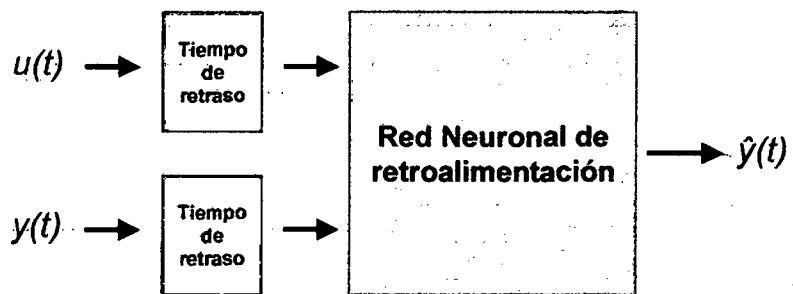 u(t)
Tiempo
de
retraso
Red Neuronal de
retroalimentación
ŷ(t)
y(t)
Tiempo
de
retraso